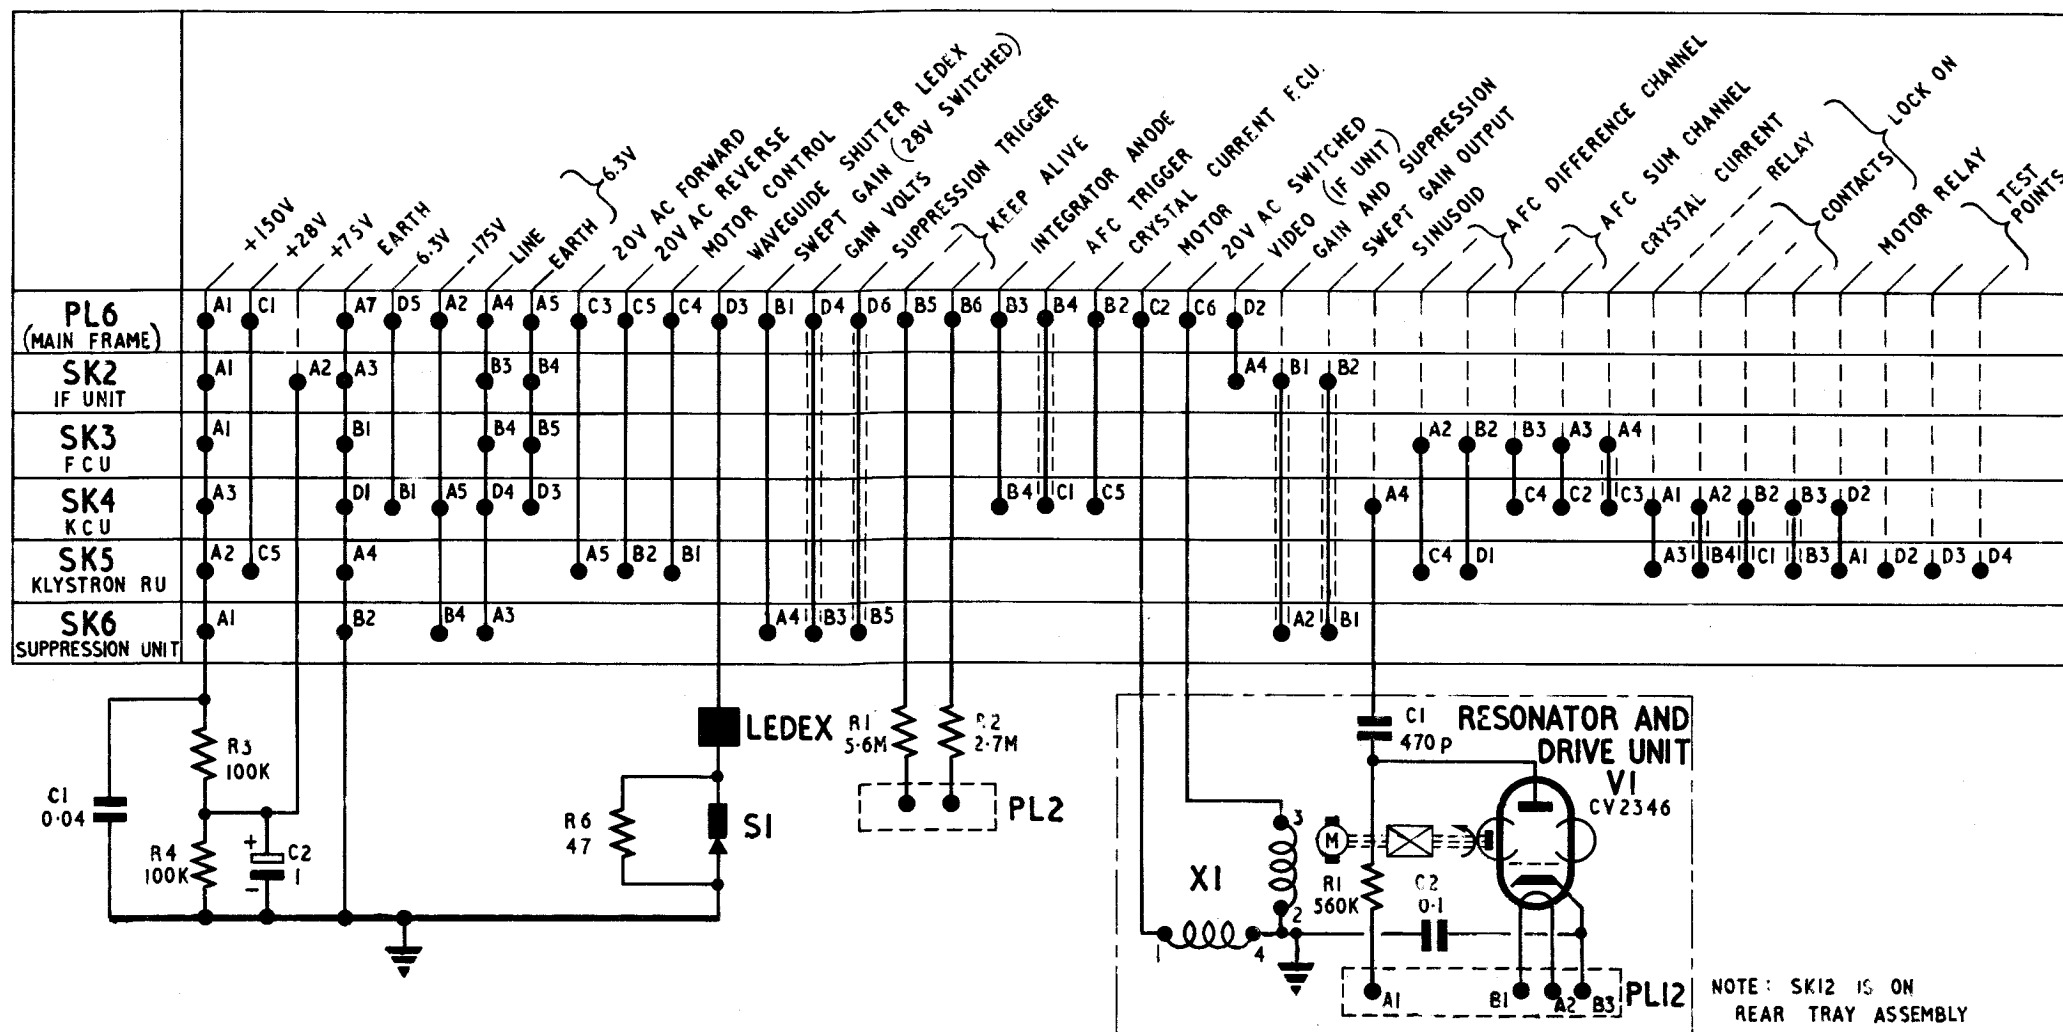 +150V
+28V
+75V
EARTH
6.3V
-175V
LINE
EARTH
6.3V
20V AC FORWARD
20V AC REVERSE
MOTOR CONTROL
WAVEGUIDE SHUTTER LEDEX
SWEPT GAIN (28V SWITCHED)
GAIN VOLTS
SUPPRESSION TRIGGER
KEEP ALIVE
INTEGRATOR ANODE
AFC TRIGGER
CRYSTAL CURRENT F.C.U.
MOTOR
20V AC SWITCHED
VIDEO (IF UNIT)
GAIN AND SUPPRESSION
SWEPT GAIN OUTPUT
SINUSOID
AFC DIFFERENCE CHANNEL
AFC SUM CHANNEL
CRYSTAL CURRENT
RELAY
CONTACTS
LOCK ON
MOTOR RELAY
TEST
POINTS
PL6
(MAIN FRAME)
A1 C1 A7 D5 A2 A4 A5 C3 C5 C4 D3 B1 D4 D6 B5 B6 B3 B4 B2 C2 C6 D2
SK2
IF UNIT
A1 A2 A3 B3 B4 A4 B1 B2
SK3
FCU
A1 B1 B4 B5 A2 B2 B3 A3 A4
SK4
KCU
A3 D1 B1 A5 D4 D3 B4 C1 C5 A4 C4 C2 C3 A1 A2 B2 B3 D2
SK5
KLYSTRON RU
A2 C5 A4 A5 B2 B1 C4 D1 A3 B4 C1 B3 A1 D2 D3 D4
SK6
SUPPRESSION UNIT
A1 B2 B4 A3 A4 B3 B5 A2 B1
C1
0.04
R3
100K
R4
100K
+
-
C2
1
LEDEX
R6
47
S1
R1
5.6M
R2
2.7M
PL2
RESONATOR AND
DRIVE UNIT
C1
470P
V1
CV2346
M
X1
3
2
1
4
R1
560K
C2
0.1
A1
B1
A2
B3
PL12
NOTE: SK12 IS ON
REAR TRAY ASSEMBLY